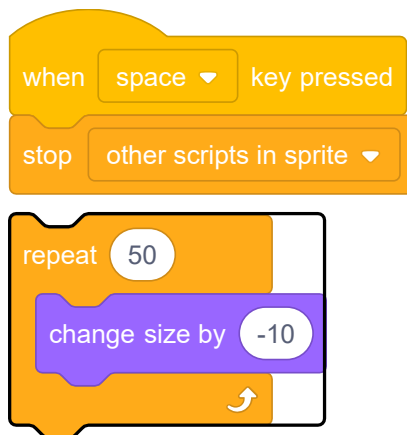 when space key pressed
stop other scripts in sprite
repeat 50
change size by -10